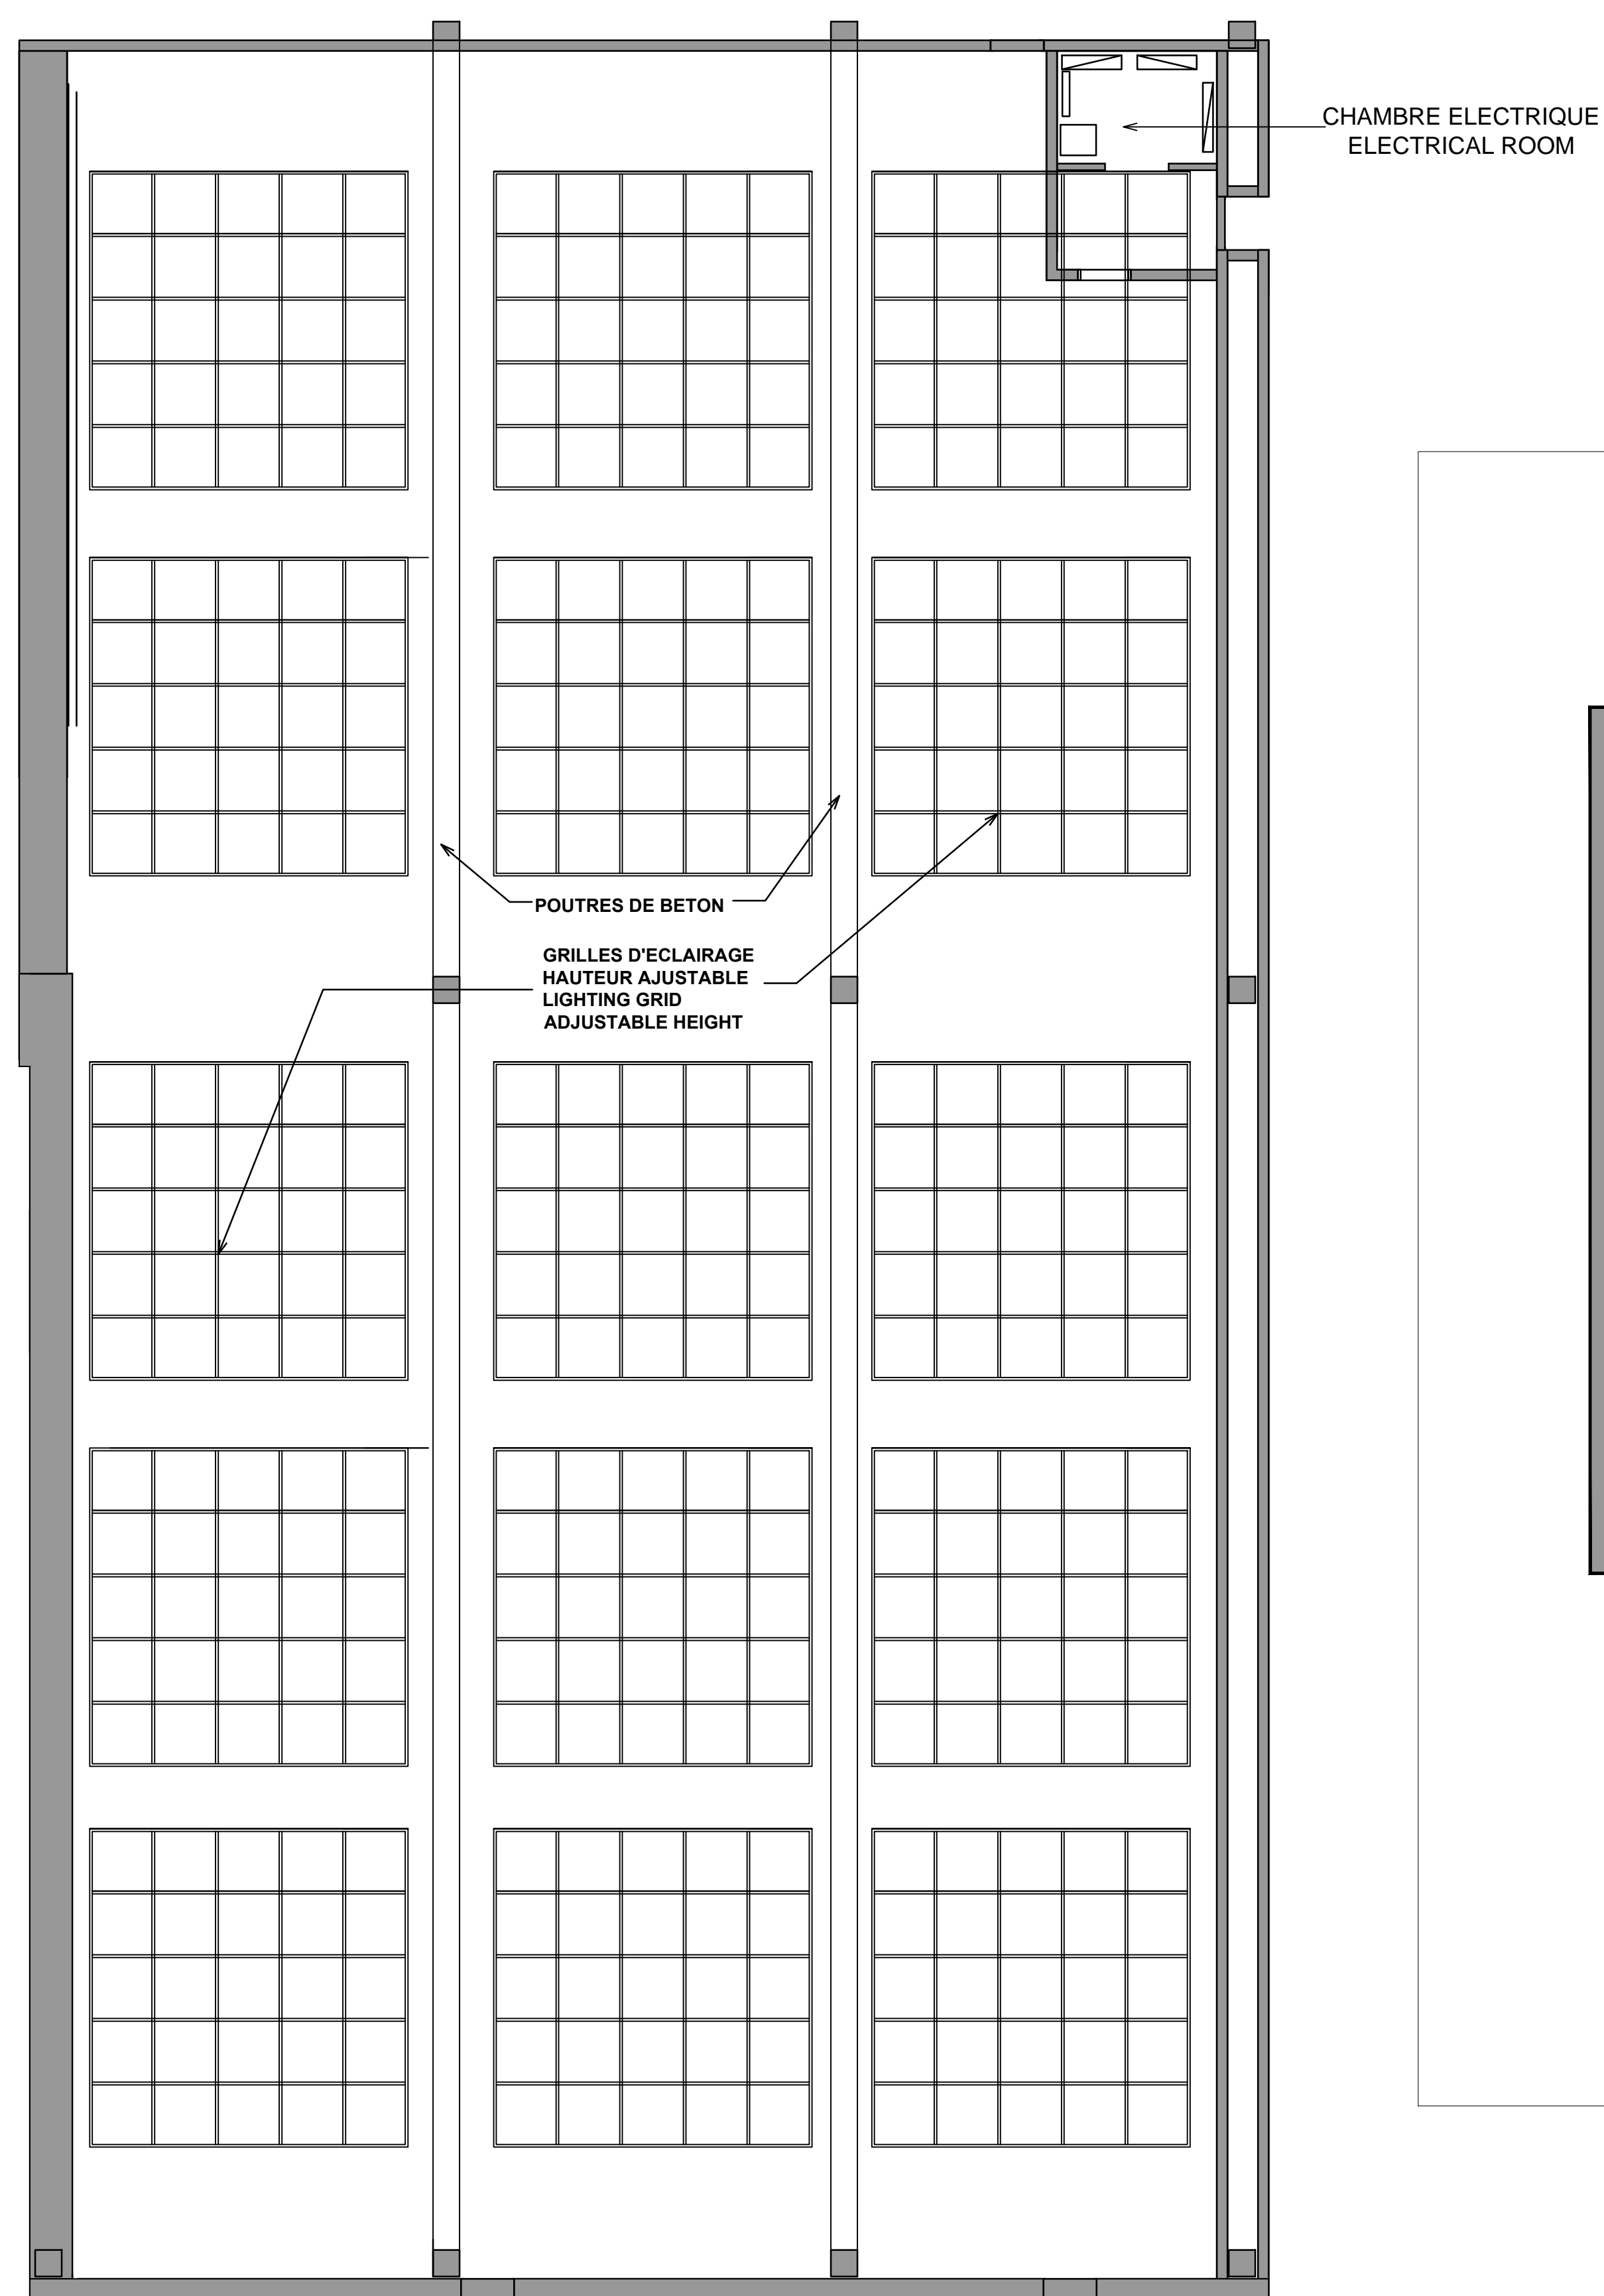 CHAMBRE ELECTRIQUE
ELECTRICAL ROOM
POUTRES DE BETON
GRILLES D'ECLAIRAGE
HAUTEUR AJUSTABLE
LIGHTING GRID
ADJUSTABLE HEIGHT